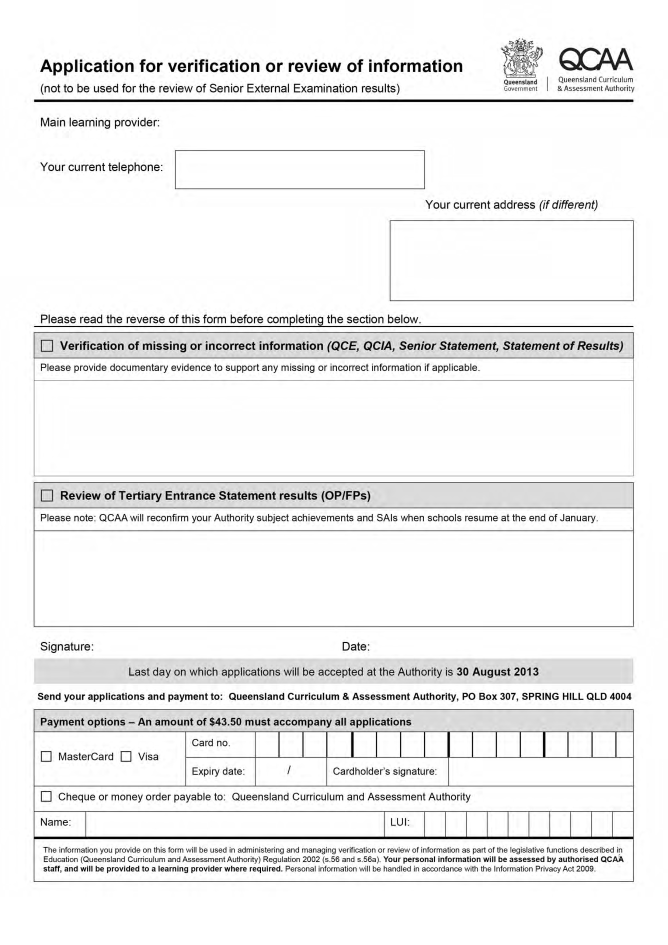 Application for verification or review of information
(not to be used for the review of Senior External Examination results)
Queensland
Government
QCAA
Queensland Curriculum
& Assessment Authority
Main learning provider:
Your current telephone:
Your current address (if different)
Please read the reverse of this form before completing the section below.
Verification of missing or incorrect information (QCE, QCIA, Senior Statement, Statement of Results)
Please provide documentary evidence to support any missing or incorrect information if applicable.
Review of Tertiary Entrance Statement results (OP/FPs)
Please note: QCAA will reconfirm your Authority subject achievements and SAIs when schools resume at the end of January.
Signature: Date:
Last day on which applications will be accepted at the Authority is 30 August 2013
Send your applications and payment to: Queensland Curriculum & Assessment Authority, PO Box 307, SPRING HILL QLD 4004
Payment options – An amount of $43.50 must accompany all applications
MasterCard Visa
Card no.
Expiry date: / Cardholder's signature:
Cheque or money order payable to: Queensland Curriculum and Assessment Authority
Name: LUI:
The information you provide on this form will be used in administering and managing verification or review of information as part of the legislative functions described in
Education (Queensland Curriculum and Assessment Authority) Regulation 2002 (s.56 and s.56a). Your personal information will be assessed by authorised QCAA
staff, and will be provided to a learning provider where required. Personal information will be handled in accordance with the Information Privacy Act 2009.